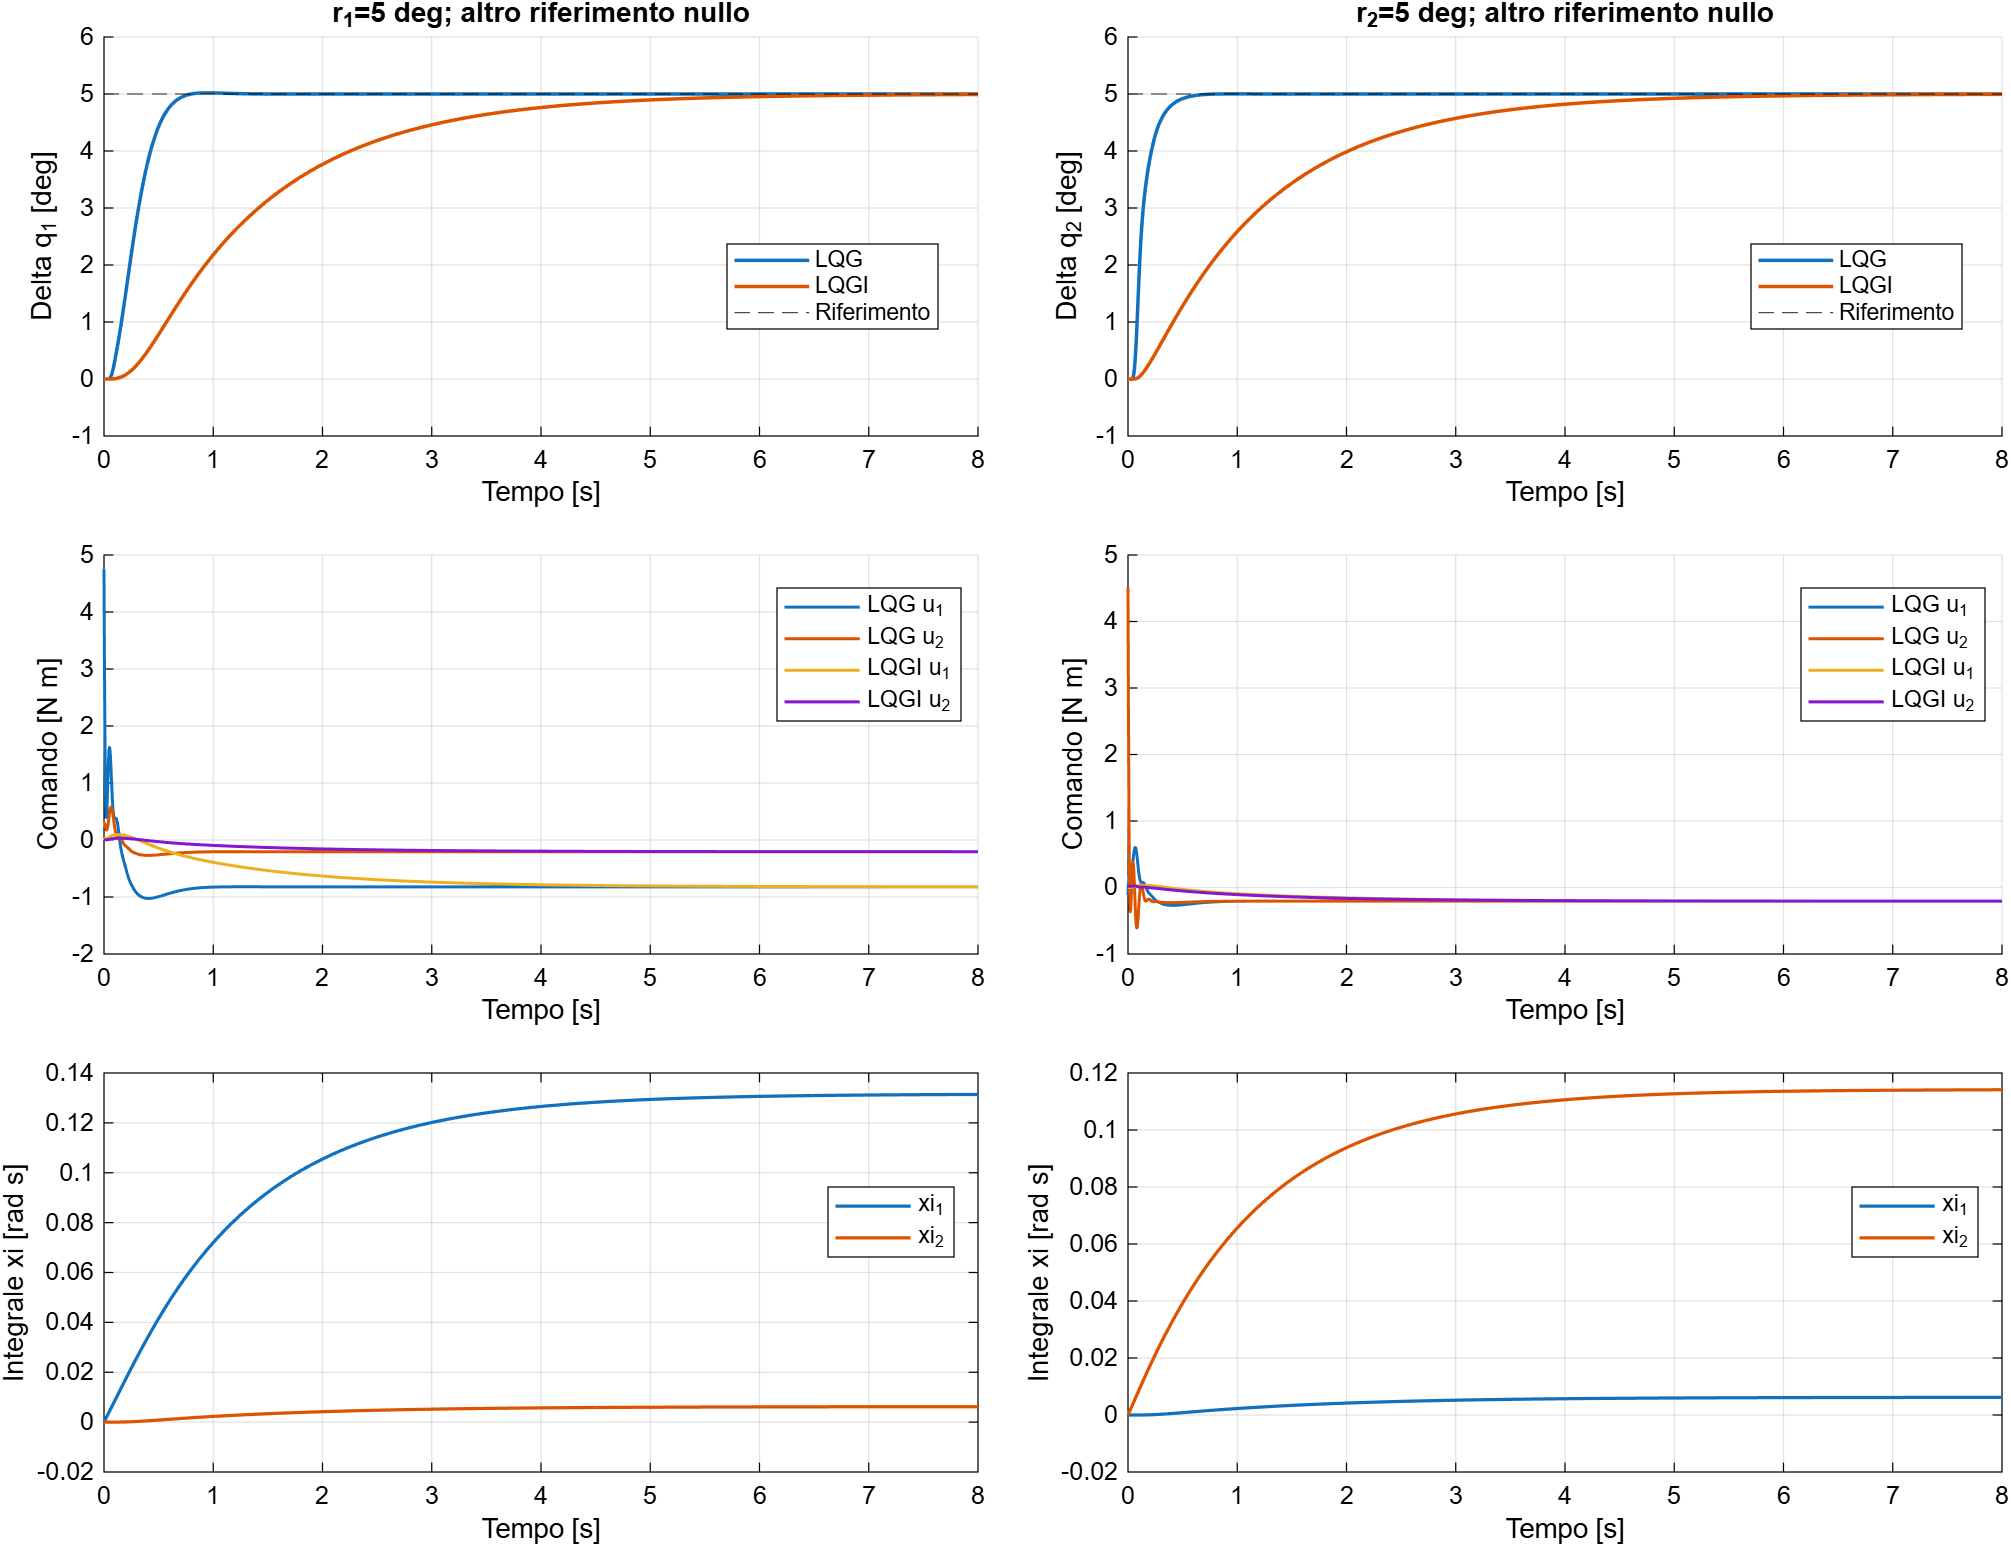 r1=5 deg; altro riferimento nullo
6
5
4
3
2
1
0
-1
Delta q1 [deg]
LQG
LQGI
Riferimento
0 1 2 3 4 5 6 7 8
Tempo [s]
r2=5 deg; altro riferimento nullo
6
5
4
3
2
1
0
-1
Delta q2 [deg]
LQG
LQGI
Riferimento
0 1 2 3 4 5 6 7 8
Tempo [s]
5
4
3
2
1
0
-1
-2
Comando [N m]
LQG u1
LQG u2
LQGI u1
LQGI u2
0 1 2 3 4 5 6 7 8
Tempo [s]
5
4
3
2
1
0
-1
Comando [N m]
LQG u1
LQG u2
LQGI u1
LQGI u2
0 1 2 3 4 5 6 7 8
Tempo [s]
0.14
0.12
0.1
0.08
0.06
0.04
0.02
0
-0.02
Integrale xi [rad s]
xi1
xi2
0 1 2 3 4 5 6 7 8
Tempo [s]
0.12
0.1
0.08
0.06
0.04
0.02
0
-0.02
Integrale xi [rad s]
xi1
xi2
0 1 2 3 4 5 6 7 8
Tempo [s]